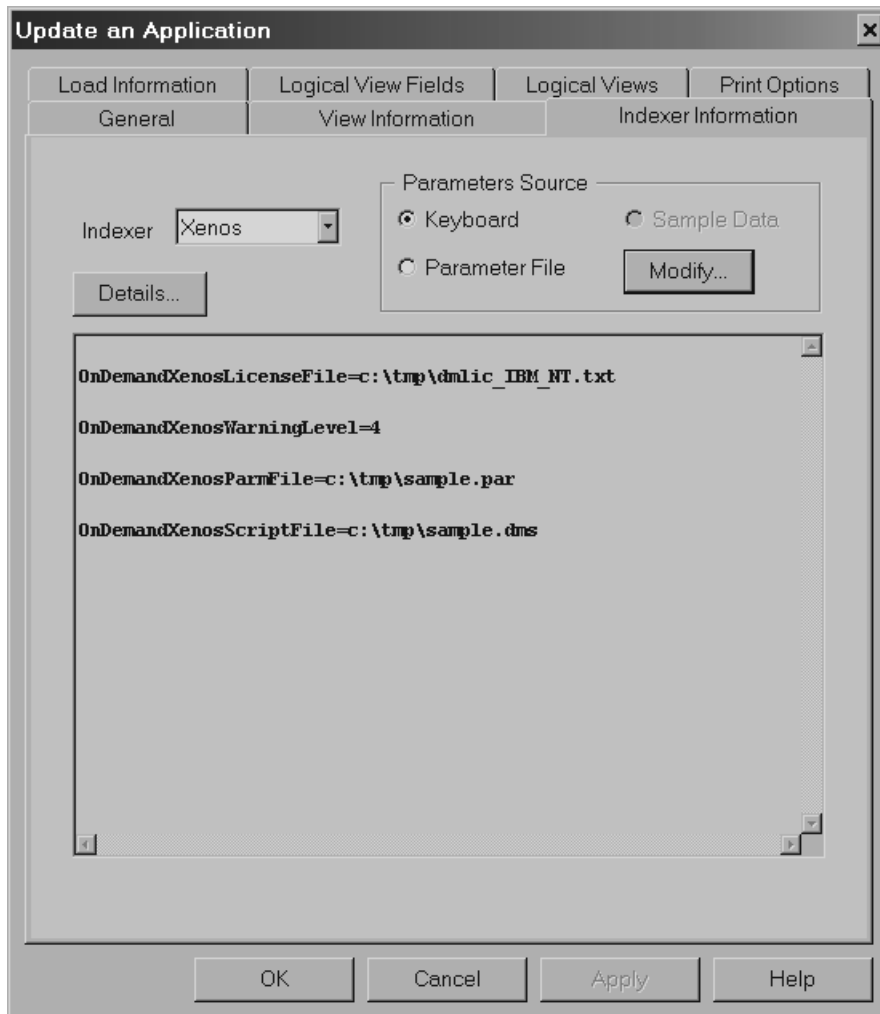 Update an Application
Load Information Logical View Fields Logical Views Print Options
General View Information Indexer Information
Parameters Source
Indexer Xenos Keyboard Sample Data
Parameter File Modify...
Details...
OnDemandXenosLicenseFile=c:\tmp\dmlic_IBM_NT.txt
OnDemandXenosWarningLevel=4
OnDemandXenosParmFile=c:\tmp\sample.par
OnDemandXenosScriptFile=c:\tmp\sample.dms
OK Cancel Apply Help